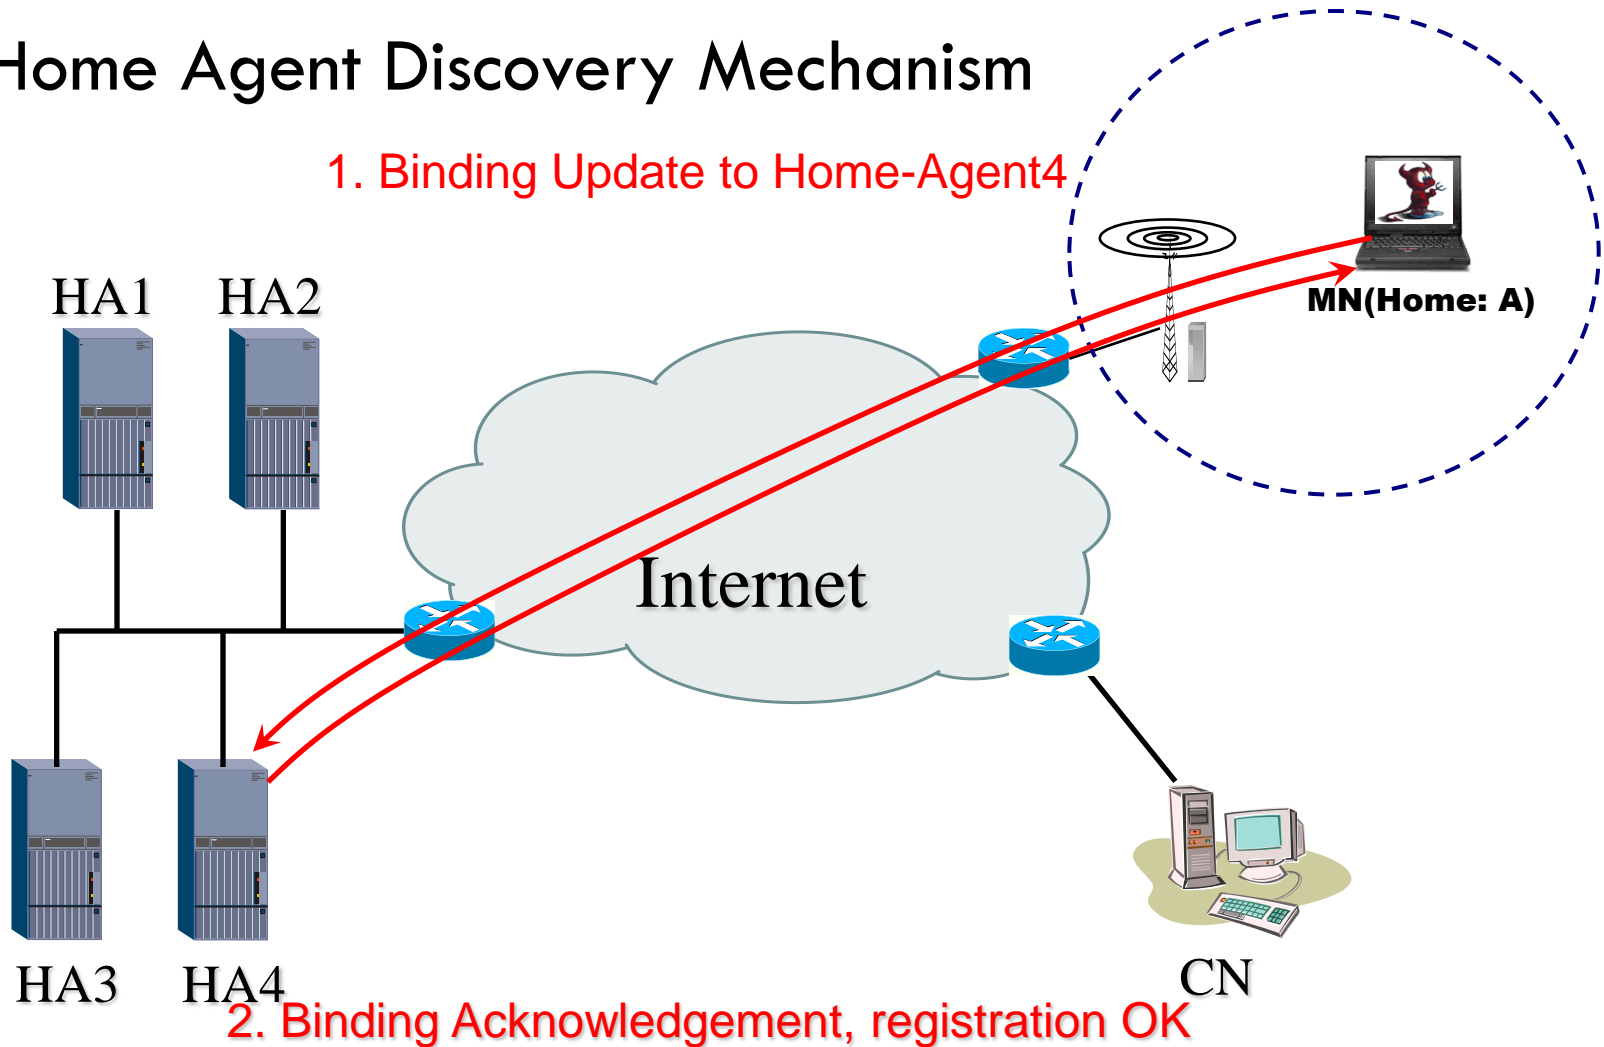 Home Agent Discovery Mechanism
1. Binding Update to Home-Agent4
HA1 HA2
MN(Home: A)
Internet
HA3 HA4
CN
2. Binding Acknowledgement, registration OK